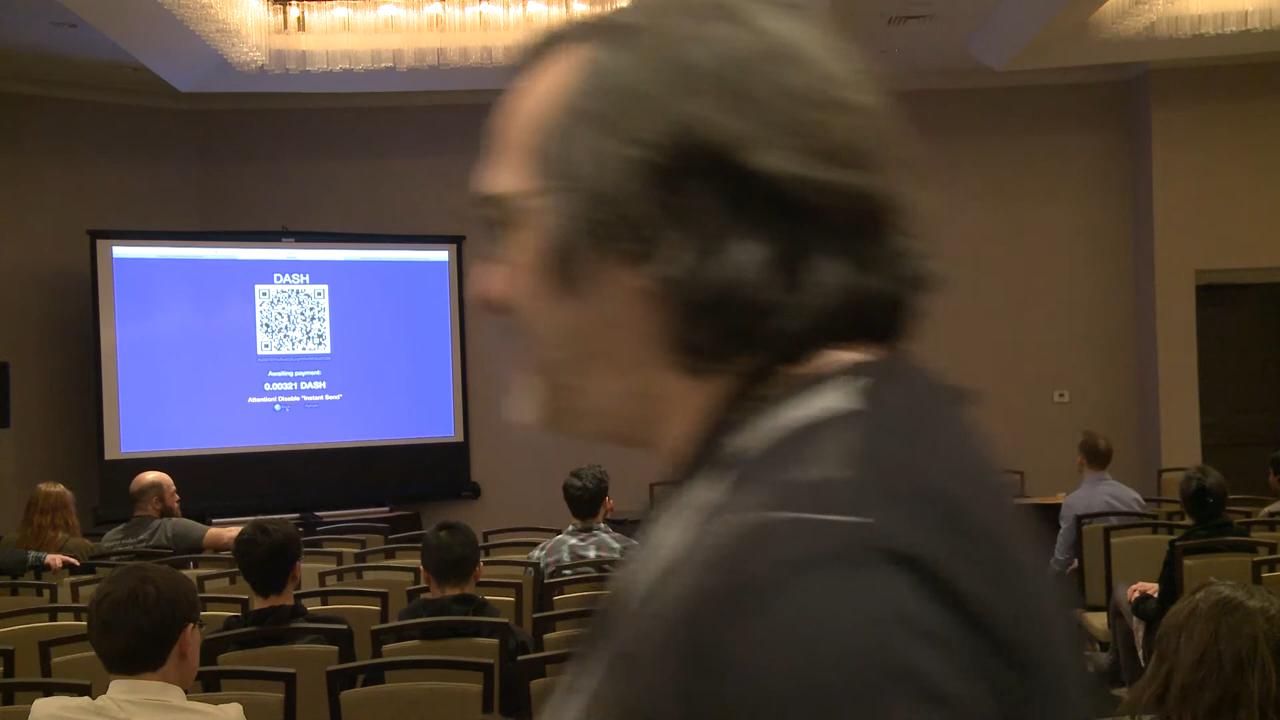 DASH
Awaiting payment:
0.00321 DASH
Attention! Disable "Instant Send"